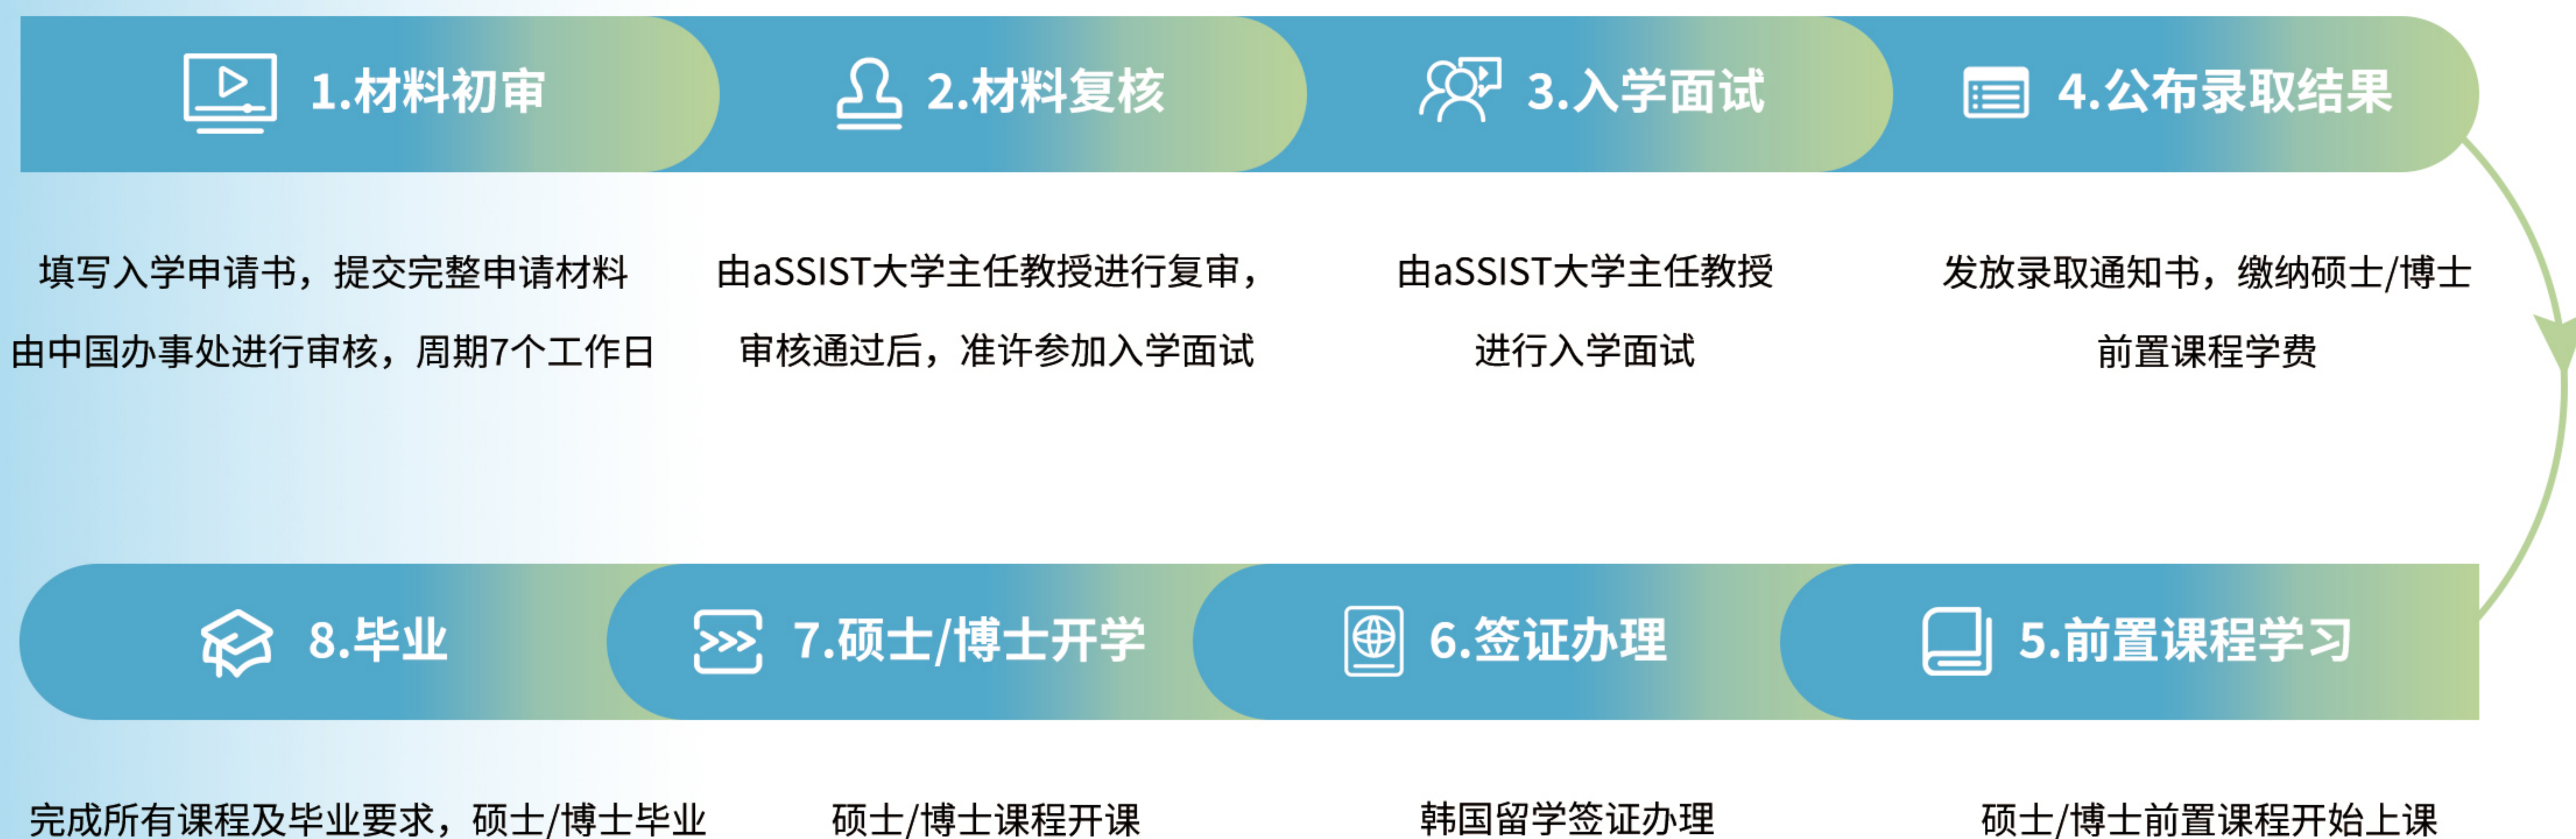 1.材料初审
2.材料复核
3.入学面试
4.公布录取结果
填写入学申请书，提交完整申请材料
由中国办事处进行审核，周期7个工作日
由aSSIST大学主任教授进行复审，
审核通过后，准许参加入学面试
由aSSIST大学主任教授
进行入学面试
发放录取通知书，缴纳硕士/博士
前置课程学费
8.毕业
7.硕士/博士开学
6.签证办理
5.前置课程学习
完成所有课程及毕业要求，硕士/博士毕业
硕士/博士课程开课
韩国留学签证办理
硕士/博士前置课程开始上课